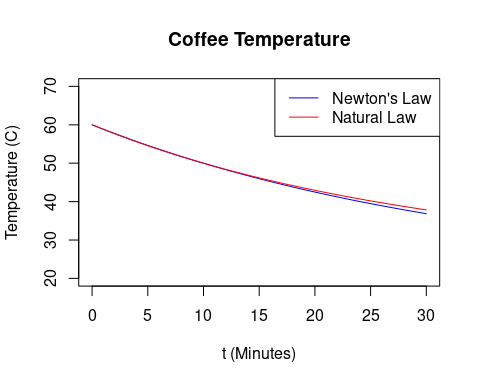 Coffee Temperature
Newton's Law
Natural Law
Temperature (C)
70
60
50
40
30
20
0 5 10 15 20 25 30
t (Minutes)